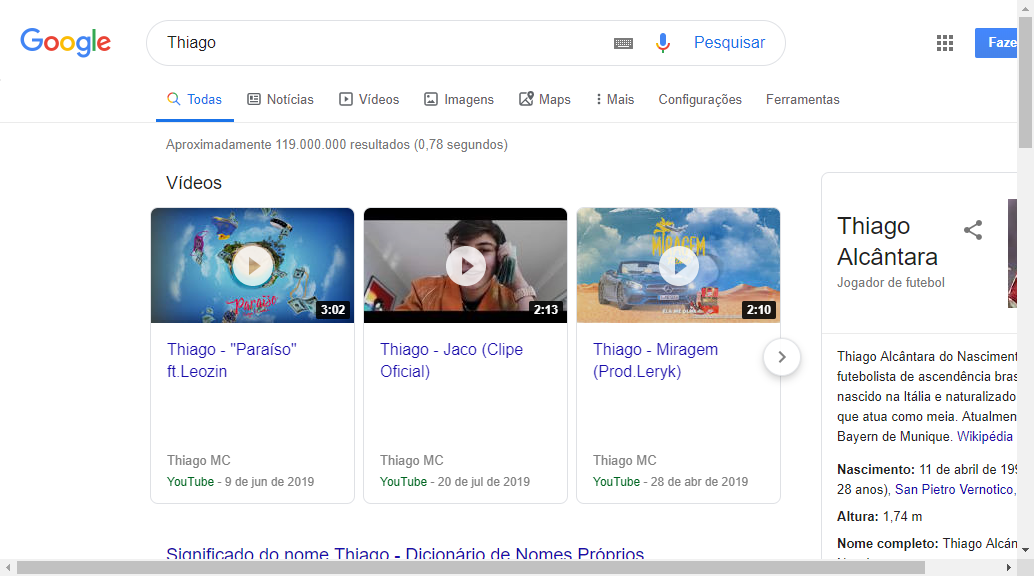 Google
Thiago
Pesquisar
Faze
Todas
Notícias
Vídeos
Imagens
Maps
Mais
Configurações
Ferramentas
Aproximadamente 119.000.000 resultados (0,78 segundos)
Vídeos
Paraíso
3:02
2:13
MIRAGEM
2:10
Thiago - "Paraíso"
ft.Leozin
Thiago MC
YouTube - 9 de jun de 2019
Thiago - Jaco (Clipe
Oficial)
Thiago MC
YouTube - 20 de jul de 2019
Thiago - Miragem
(Prod.Leryk)
Thiago MC
YouTube - 28 de abr de 2019
Significado do nome Thiago - Dicionário de Nomes Próprios
Thiago
Alcântara
Jogador de futebol
Thiago Alcântara do Nasciment
futebolista de ascendência bras
nascido na Itália e naturalizado
que atua como meia. Atualmen
Bayern de Munique. Wikipédia
Nascimento: 11 de abril de 199
28 anos), San Pietro Vernotico,
Altura: 1,74 m
Nome completo: Thiago Alcân